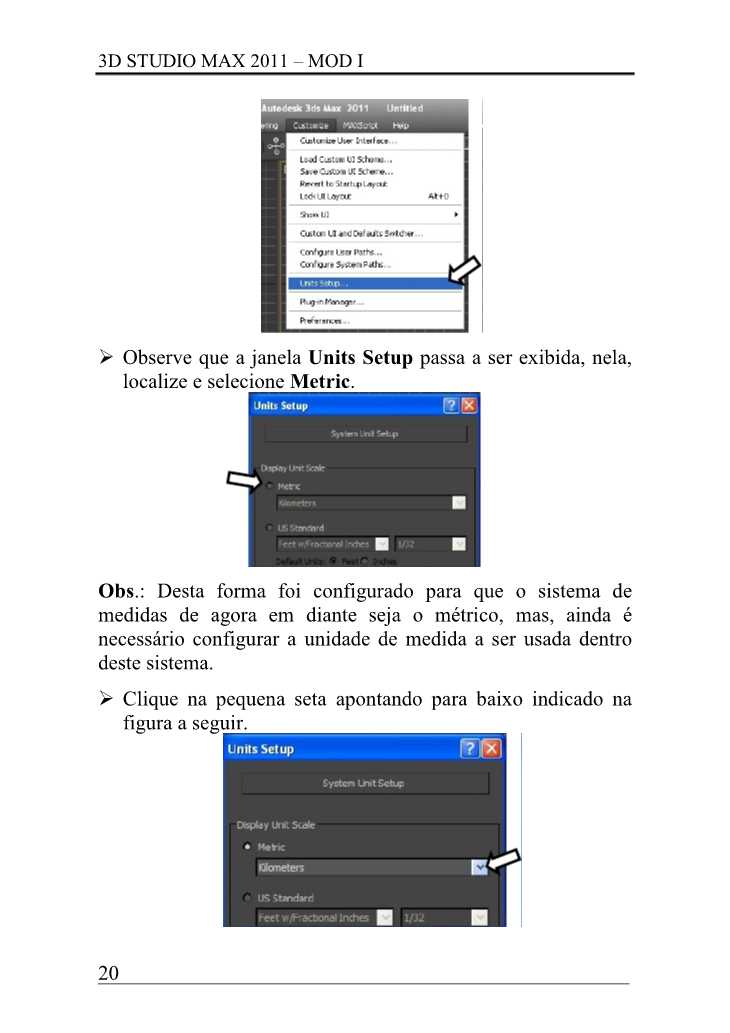 3D STUDIO MAX 2011 – MOD I
Autodesk 3ds Max 2011 Untitled
ering Customize MAXScript Help
Customize User Interface...
Load Custom UI Scheme...
Save Custom UI Scheme...
Revert to Startup Layout
Lock UI Layout Alt+0
Show UI
Custom UI and Defaults Switcher...
Configure User Paths...
Configure System Paths...
Units Setup...
Plug-in Manager...
Preferences...
➢ Observe que a janela Units Setup passa a ser exibida, nela,
localize e selecione Metric.
Units Setup
System Unit Setup
Display Unit Scale
Metric
Kilometers
US Standard
Feet w/Fractional Inches 1/32
Default Units: Feet Inches
Obs.: Desta forma foi configurado para que o sistema de
medidas de agora em diante seja o métrico, mas, ainda é
necessário configurar a unidade de medida a ser usada dentro
deste sistema.
➢ Clique na pequena seta apontando para baixo indicado na
figura a seguir.
Units Setup
System Unit Setup
Display Unit Scale
Metric
Kilometers
US Standard
Feet w/Fractional Inches 1/32
20